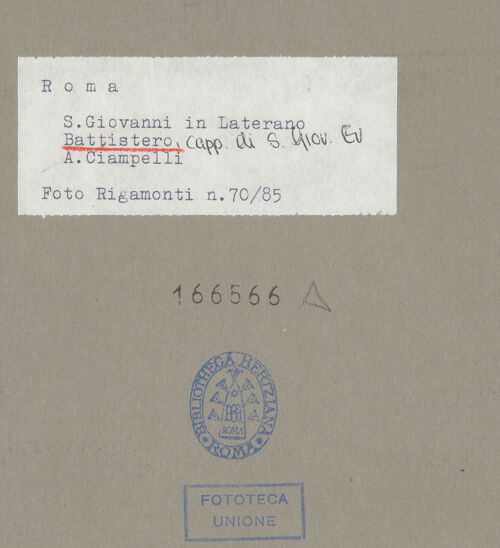 Roma
S.Giovanni in Laterano
Battistero, capp. di S. Giov. Ev
A.Ciampelli
Foto Rigamonti n.70/85
166566
BIBLIOTHECA HERTZIANA
ROMA
ROMA
FOTOTECA
UNIONE